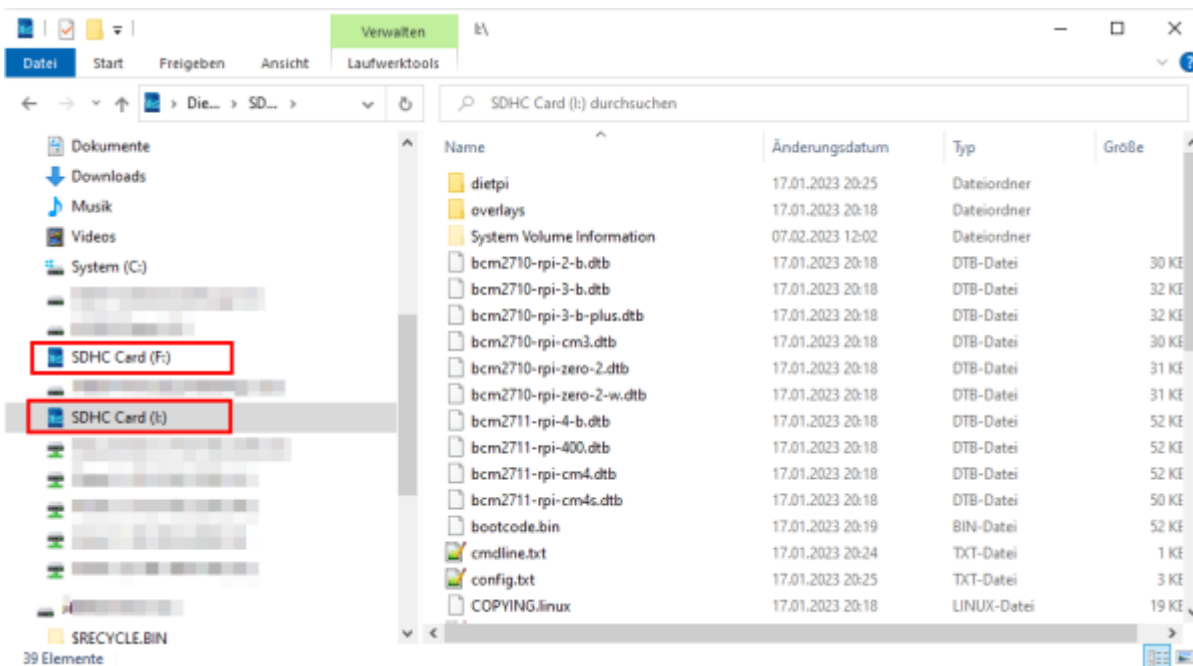 Verwalten I:\
Datei Start Freigeben Ansicht Laufwerktools
Die... SD... SDHC Card (I:) durchsuchen
Dokumente
Downloads
Musik
Videos
System (C:)
SDHC Card (F:)
SDHC Card (I:)
$RECYCLE.BIN
Name Änderungsdatum Typ Größe
dietpi 17.01.2023 20:25 Dateiordner
overlays 17.01.2023 20:18 Dateiordner
System Volume Information 07.02.2023 12:02 Dateiordner
bcm2710-rpi-2-b.dtb 17.01.2023 20:18 DTB-Datei 30 KB
bcm2710-rpi-3-b.dtb 17.01.2023 20:18 DTB-Datei 32 KB
bcm2710-rpi-3-b-plus.dtb 17.01.2023 20:18 DTB-Datei 32 KB
bcm2710-rpi-cm3.dtb 17.01.2023 20:18 DTB-Datei 30 KB
bcm2710-rpi-zero-2.dtb 17.01.2023 20:18 DTB-Datei 31 KB
bcm2710-rpi-zero-2-w.dtb 17.01.2023 20:18 DTB-Datei 31 KB
bcm2711-rpi-4-b.dtb 17.01.2023 20:18 DTB-Datei 52 KB
bcm2711-rpi-400.dtb 17.01.2023 20:18 DTB-Datei 52 KB
bcm2711-rpi-cm4.dtb 17.01.2023 20:18 DTB-Datei 52 KB
bcm2711-rpi-cm4s.dtb 17.01.2023 20:18 DTB-Datei 50 KB
bootcode.bin 17.01.2023 20:19 BIN-Datei 52 KB
cmdline.txt 17.01.2023 20:24 TXT-Datei 1 KB
config.txt 17.01.2023 20:25 TXT-Datei 3 KB
COPYING.linux 17.01.2023 20:18 LINUX-Datei 19 KB
39 Elemente